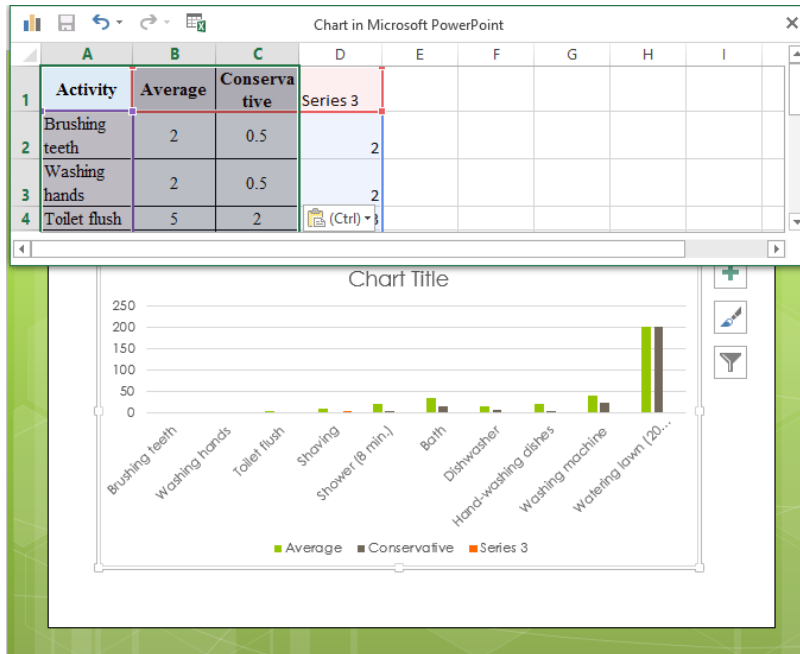 Chart in Microsoft PowerPoint
A B C D E F G H I
1 Activity Average Conserva
tive Series 3
Brushing
2 teeth 2 0.5 2
Washing
3 hands 2 0.5 2
4 Toilet flush 5 2 (Ctrl) 3
Chart Title
250
200
150
100
50
0
Brushing teeth
Washing hands
Toilet flush
Shaving
Shower (8 min.)
Bath
Dishwasher
Hand-washing dishes
Washing machine
Watering lawn (20...
Average Conservative Series 3